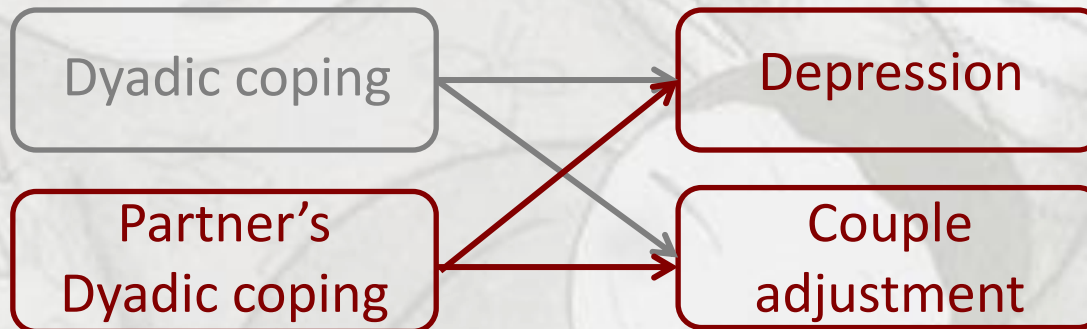 Dyadic coping
Depression
Partner’s
Dyadic coping
Couple
adjustment